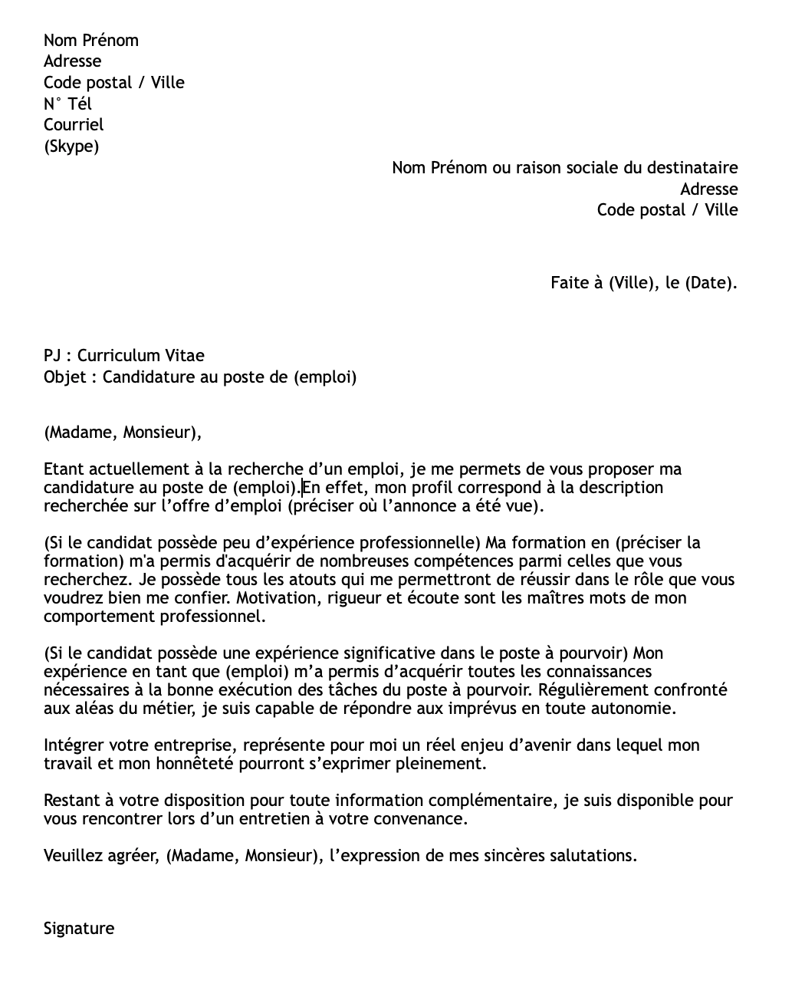 Nom Prénom
Adresse
Code postal / Ville
N° Tél
Courriel
(Skype)
Nom Prénom ou raison sociale du destinataire
Adresse
Code postal / Ville
Faite à (Ville), le (Date).
PJ : Curriculum Vitae
Objet : Candidature au poste de (emploi)
(Madame, Monsieur),
Etant actuellement à la recherche d’un emploi, je me permets de vous proposer ma
candidature au poste de (emploi).En effet, mon profil correspond à la description
recherchée sur l’offre d’emploi (préciser où l’annonce a été vue).
(Si le candidat possède peu d’expérience professionnelle) Ma formation en (préciser la
formation) m'a permis d'acquérir de nombreuses compétences parmi celles que vous
recherchez. Je possède tous les atouts qui me permettront de réussir dans le rôle que vous
voudrez bien me confier. Motivation, rigueur et écoute sont les maîtres mots de mon
comportement professionnel.
(Si le candidat possède une expérience significative dans le poste à pourvoir) Mon
expérience en tant que (emploi) m’a permis d’acquérir toutes les connaissances
nécessaires à la bonne exécution des tâches du poste à pourvoir. Régulièrement confronté
aux aléas du métier, je suis capable de répondre aux imprévus en toute autonomie.
Intégrer votre entreprise, représente pour moi un réel enjeu d’avenir dans lequel mon
travail et mon honnêteté pourront s’exprimer pleinement.
Restant à votre disposition pour toute information complémentaire, je suis disponible pour
vous rencontrer lors d’un entretien à votre convenance.
Veuillez agréer, (Madame, Monsieur), l’expression de mes sincères salutations.
Signature